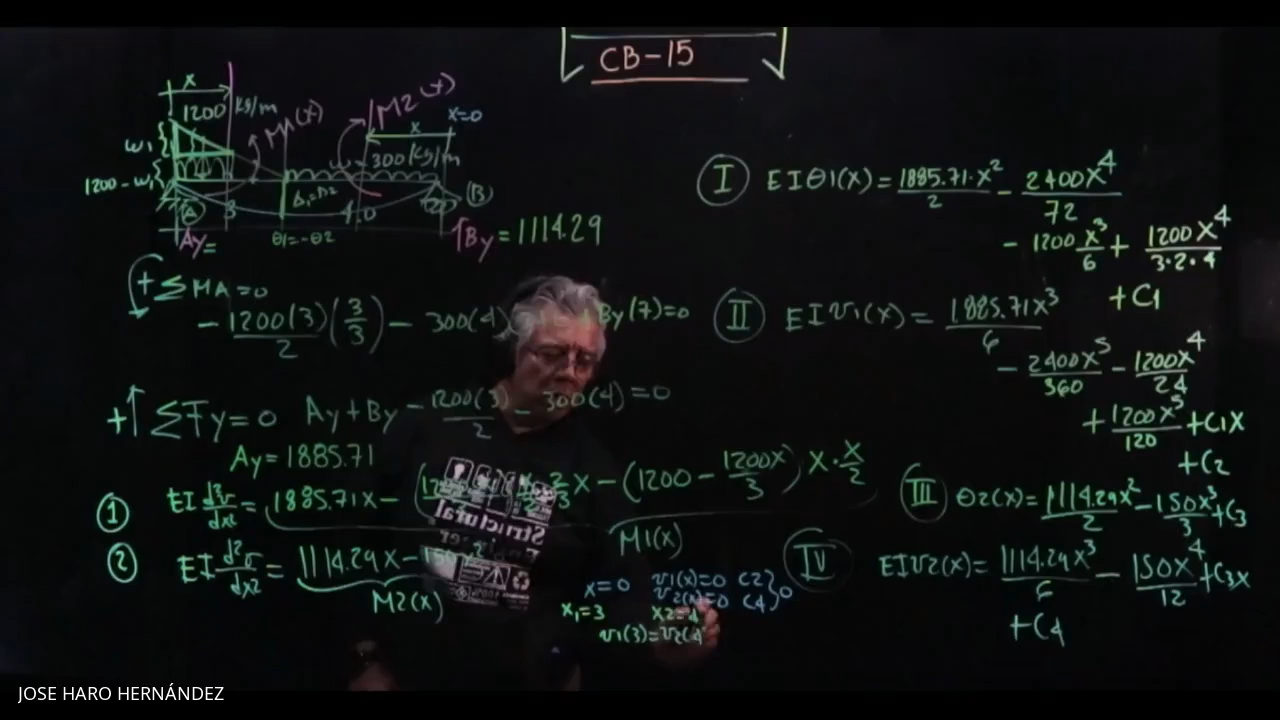 CB-15
x
1200 kg/m
M1(x)
M2(x)
x=0
x
w1
w=300 kg/m
1200-w1
(A)
3
4.0
(B)
Ay=
θ1=-θ2
By=1114.29
+ΣMA=0
-1200(3)/2 (3/3) - 300(4) By(7)=0
+↑ΣFy=0 Ay+By-1200(3)/2 - 300(4)=0
Ay=1885.71
1 EI d²v/dx² = 1885.71x - 2/3 x - (1200 - 1200x/3) x·x/2
M1(x)
2 EI d²v/dx2 = 1114.29x -
M2(x)
x=0 v1(x)=0 C2
v2(x)=0 C4 }0
x1=3 x2=4
v1(3)=v2(4
I EIθ1(x)=1885.71·x²/2 - 2400x⁴/72
- 1200 x³/6 + 1200x⁴/3·2·4
+C1
II EIv1(x)=1885.71x³/6
- 2400x⁵/360 - 1200x⁴/24
+ 1200x⁵/120 +C1x
+C2
III θ2(x)=1114.29x²/2 - 150x³/3 +C3
IV EIv2(x)=1114.29x³/6 - 150x⁴/12 +C3x
+C4
Structural
JOSE HARO HERNÁNDEZ